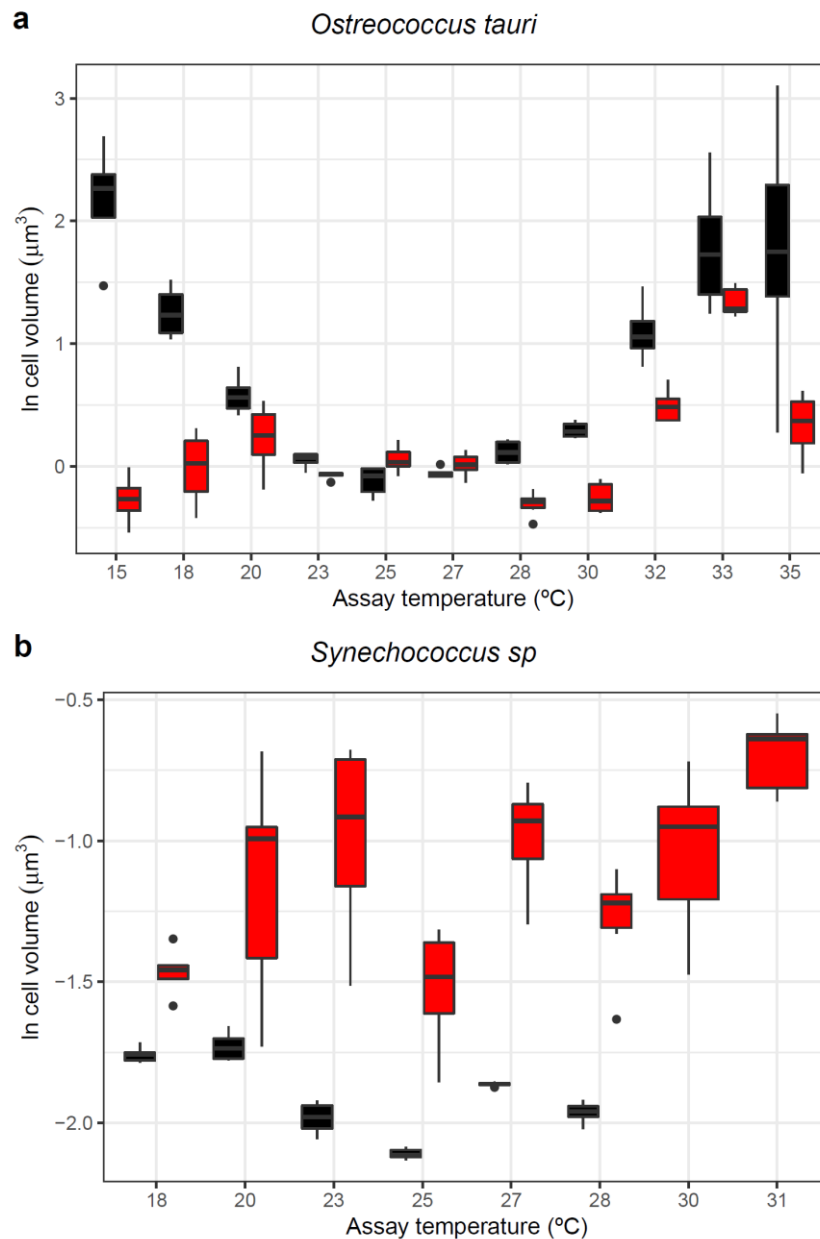 a
Ostreococcus tauri
3
2
1
0
ln cell volume (μm³)
15 18 20 23 25 27 28 30 32 33 35
Assay temperature (ºC)
b
Synechococcus sp
−0.5
−1.0
−1.5
−2.0
ln cell volume (μm³)
18 20 23 25 27 28 30 31
Assay temperature (ºC)